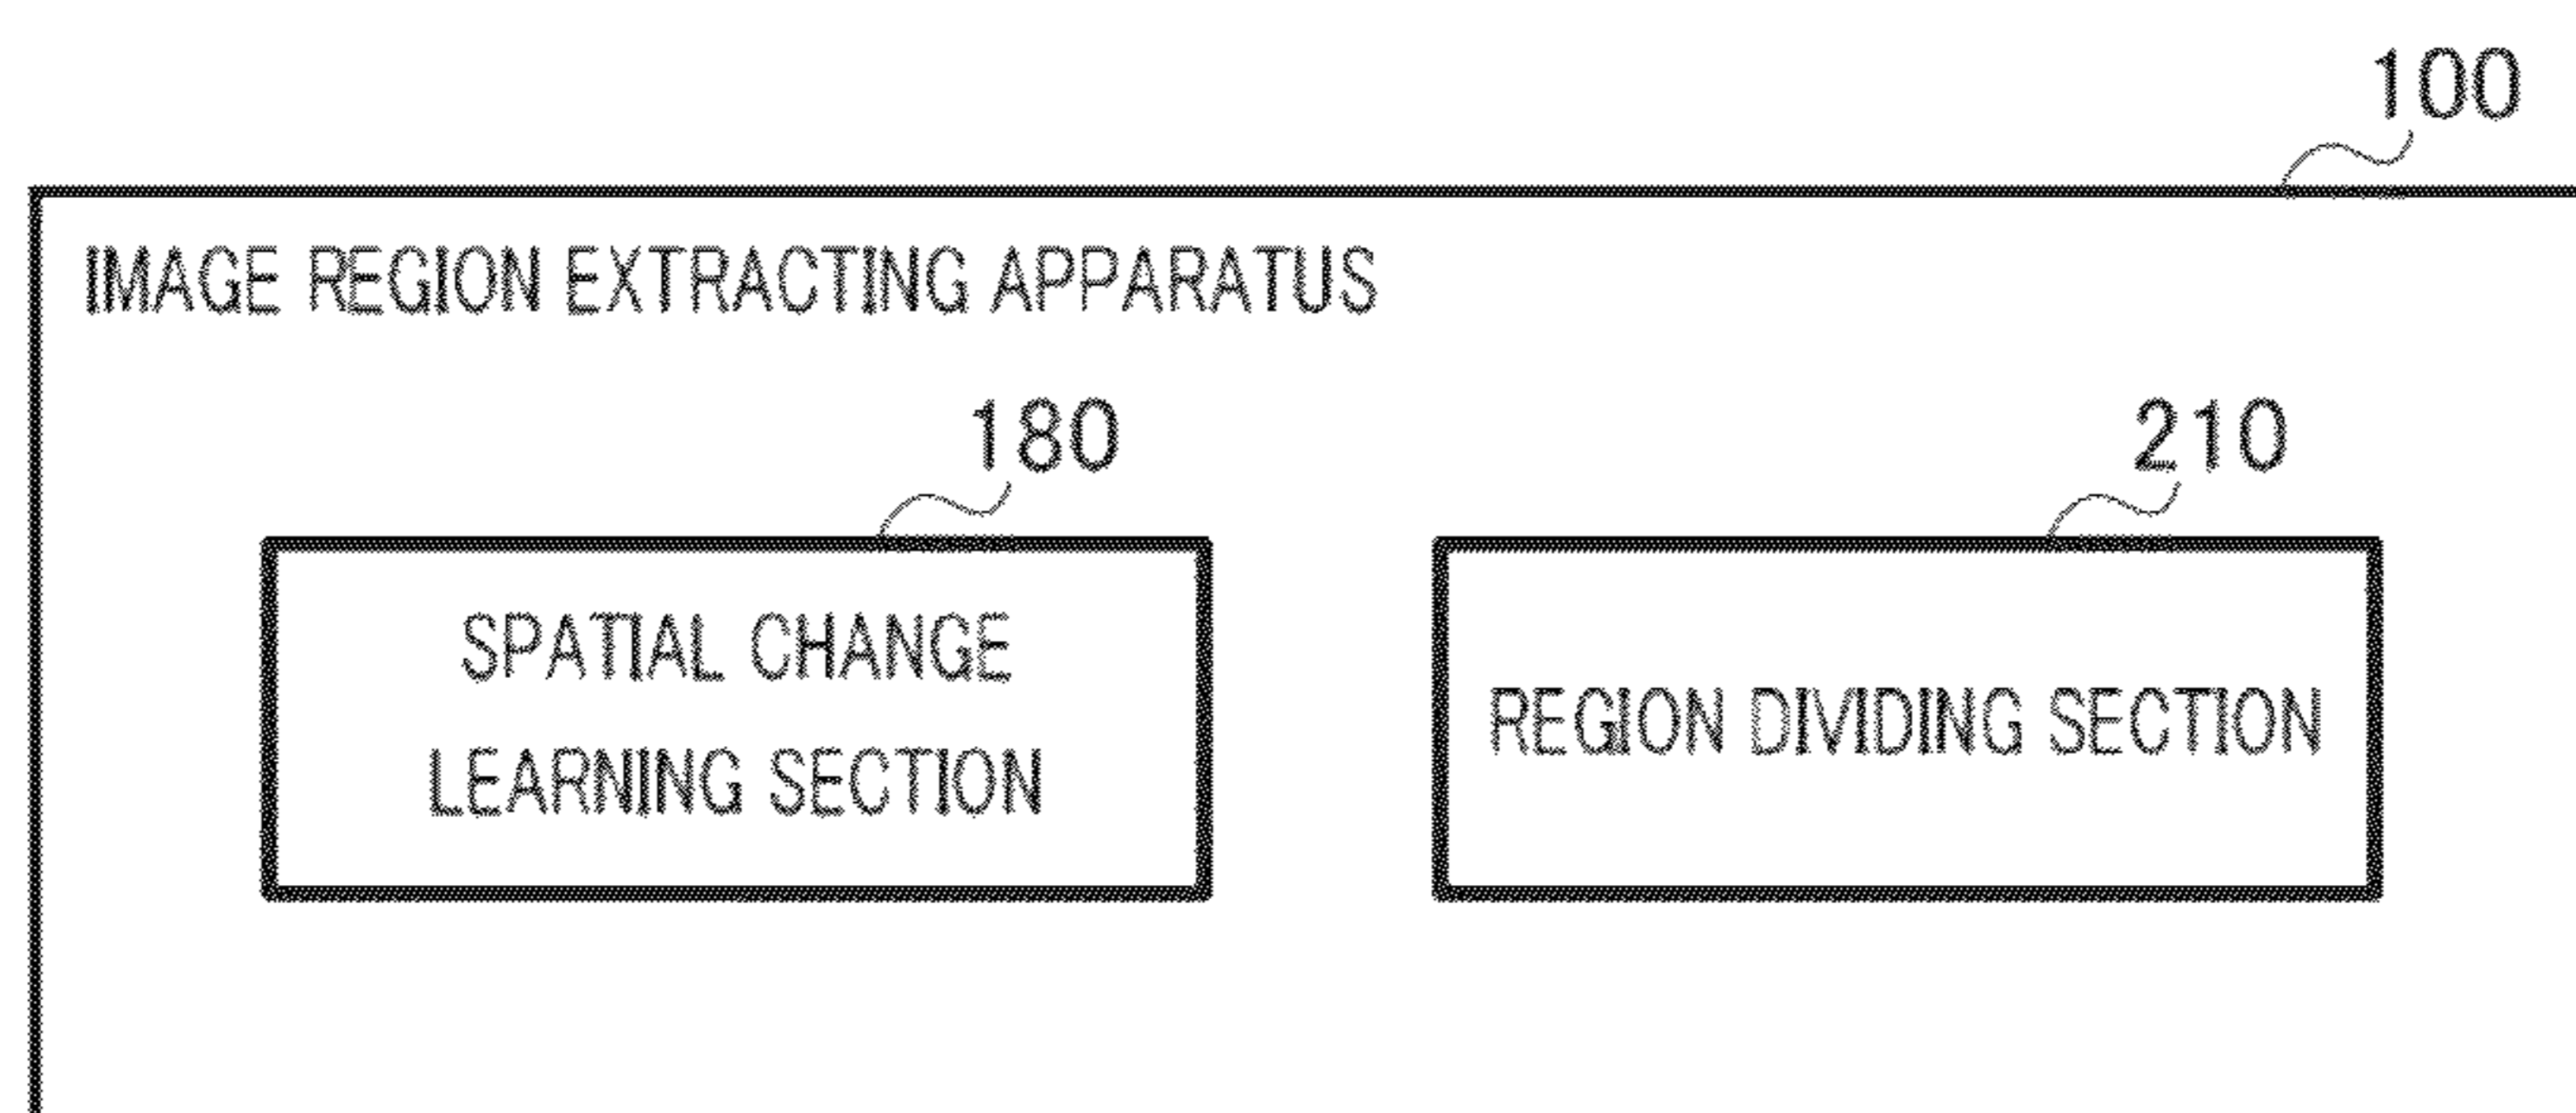 100
IMAGE REGION EXTRACTING APPARATUS
180
210
SPATIAL CHANGE
LEARNING SECTION
REGION DIVIDING SECTION